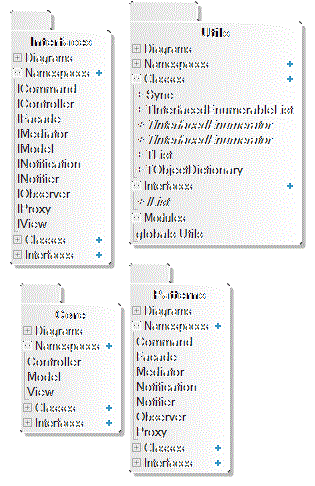 Interfaces
Diagrams
Namespaces
ICommand
IController
IFacade
IMediator
IModel
INotification
INotifier
IObserver
IProxy
IView
Classes
Interfaces
Utils
Diagrams
Namespaces
Classes
Sync
TInterfacedEnumerableList
TInterfacedEnumerator
TInterfacedEnumerator
TList
TObjectDictionary
Interfaces
IList
Modules
globals Utils
Core
Diagrams
Namespaces
Controller
Model
View
Classes
Interfaces
Patterns
Diagrams
Namespaces
Command
Facade
Mediator
Notification
Notifier
Observer
Proxy
Classes
Interfaces